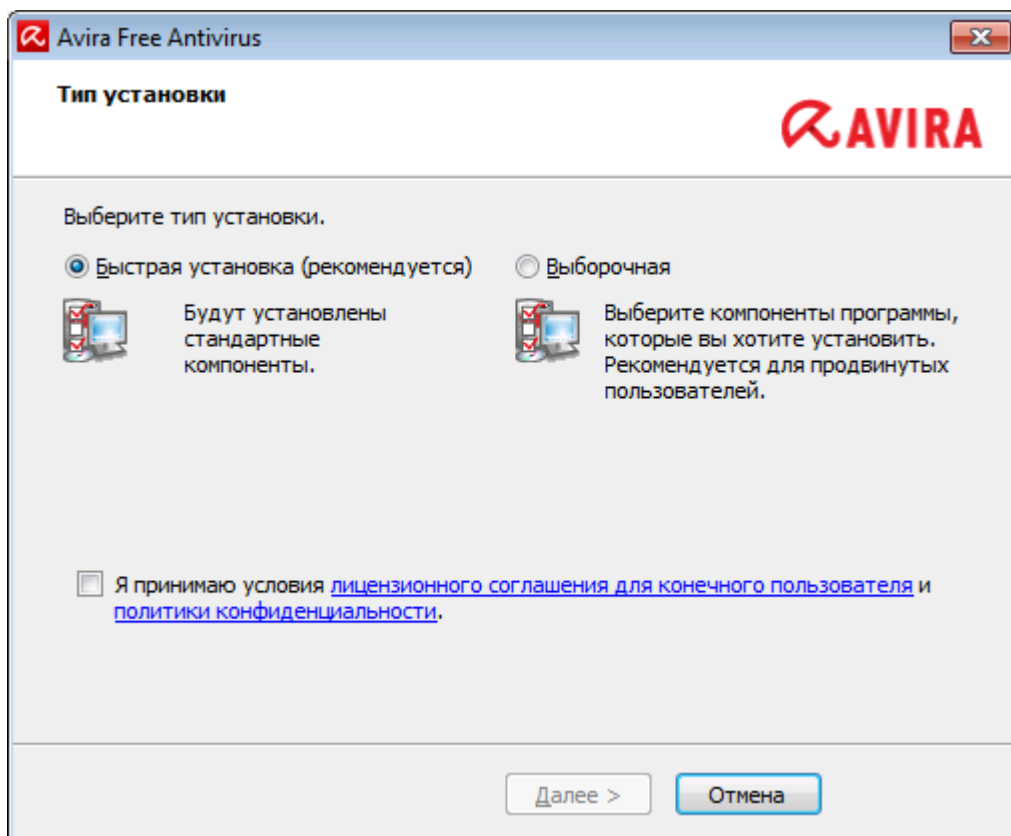 Avira Free Antivirus
Тип установки
AVIRA
Выберите тип установки.
Быстрая установка (рекомендуется)
Будут установлены
стандартные
компоненты.
Выборочная
Выберите компоненты программы,
которые вы хотите установить.
Рекомендуется для продвинутых
пользователей.
Я принимаю условия лицензионного соглашения для конечного пользователя и
политики конфиденциальности.
Далее >
Отмена